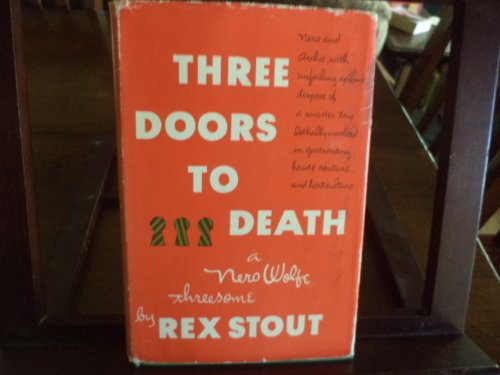 THREE
DOORS
TO
DEATH
Nero and
Archie with
unfailing aplomb
dispose of
a sinister trio
lethally involved
in gastronomy,
haute couture,
and horticulture
a
Nero Wolfe
threesome
by REX STOUT